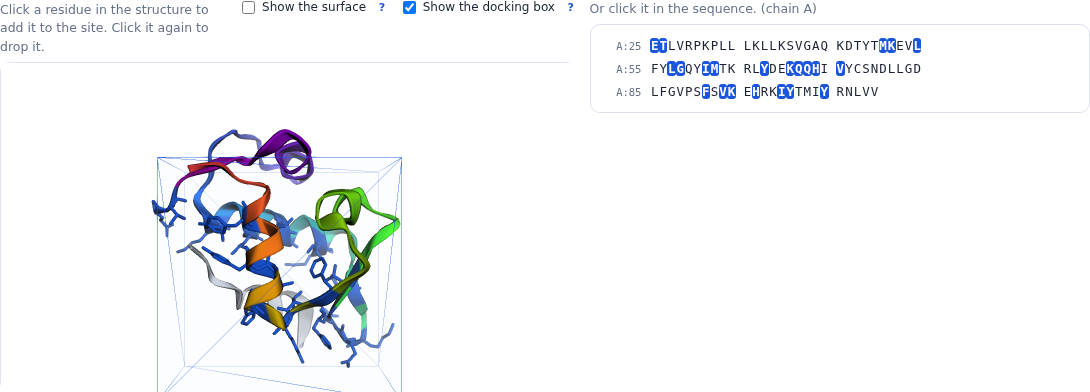 Click a residue in the structure to
add it to the site. Click it again to
drop it.
Show the surface ?
Show the docking box ?
Or click it in the sequence. (chain A)
A:25 ETLVRPKPLL LKLLKSVGAQ KDTYTMKEVL
A:55 FYLGQYIMTK RLYDEKQQHI VYCSNDLLGD
A:85 LFGVPSFSVK EHRKIYTMIY RNLVV